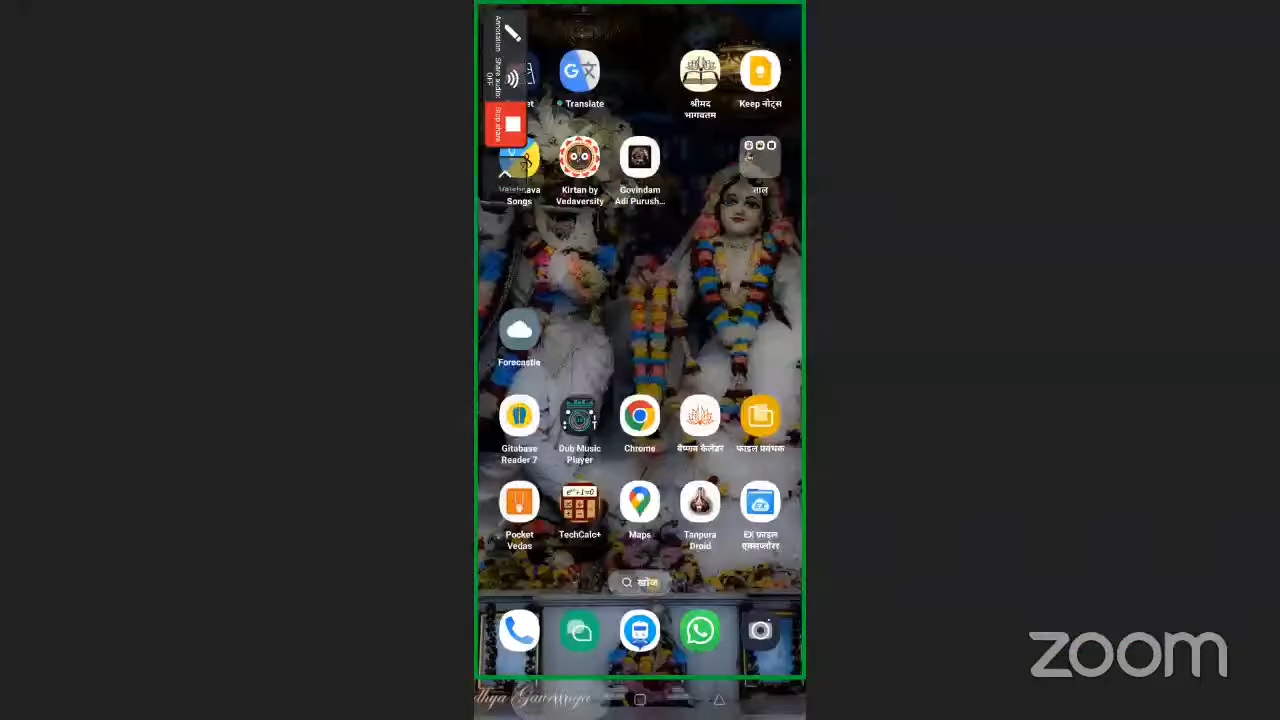 Annotation
Share audio: OFF
Stop share
et
Translate
श्रीमद
भागवतम
Keep नोट्स
Songs
Kirtan by
Vedaversity
Govindam
Adi Purush...
ताल
Forecastie
Gitabase
Reader 7
Dub Music
Player
Chrome
वैष्णव कैलेंडर
फाइल प्रबंधक
Pocket
Vedas
TechCalc+
Maps
Tanpura
Droid
EX फ़ाइल
एक्सप्लोरर
खोज
zoom